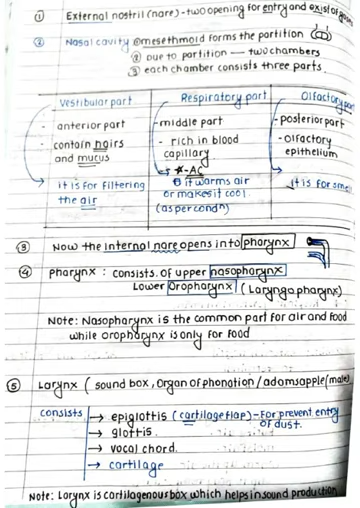 ① External nostril (nare) - two opening for entry and exist of
② Nasal cavity ① mesethmoid forms the partition
② Due to partition — two chambers
③ each chamber consists three parts.
Vestibular part
- anterior part
- contain hairs
and mucus
it is for filtering
the air
Respiratory part
- middle part
- rich in blood
capillary
* - AC
it warms air
or makes it cool
(as per condn)
Olfactory part
- posterior part
- olfactory
epithelium
It is for
③ Now the internal nare opens into pharynx
④ Pharynx : consists of upper nasopharynx
Lower oropharynx (Laryngopharynx)
Note: Nasopharynx is the common part for air and food
while oropharynx is only for food
⑤ Larynx ( sound box, Organ of phonation / adamsapple (male)
consists
→ epiglottis (cartilage flap) - For prevent entry
of dust.
→ glottis.
→ vocal chord.
→ cartilage
Note: Larynx is cartilagenous box which helps in sound production